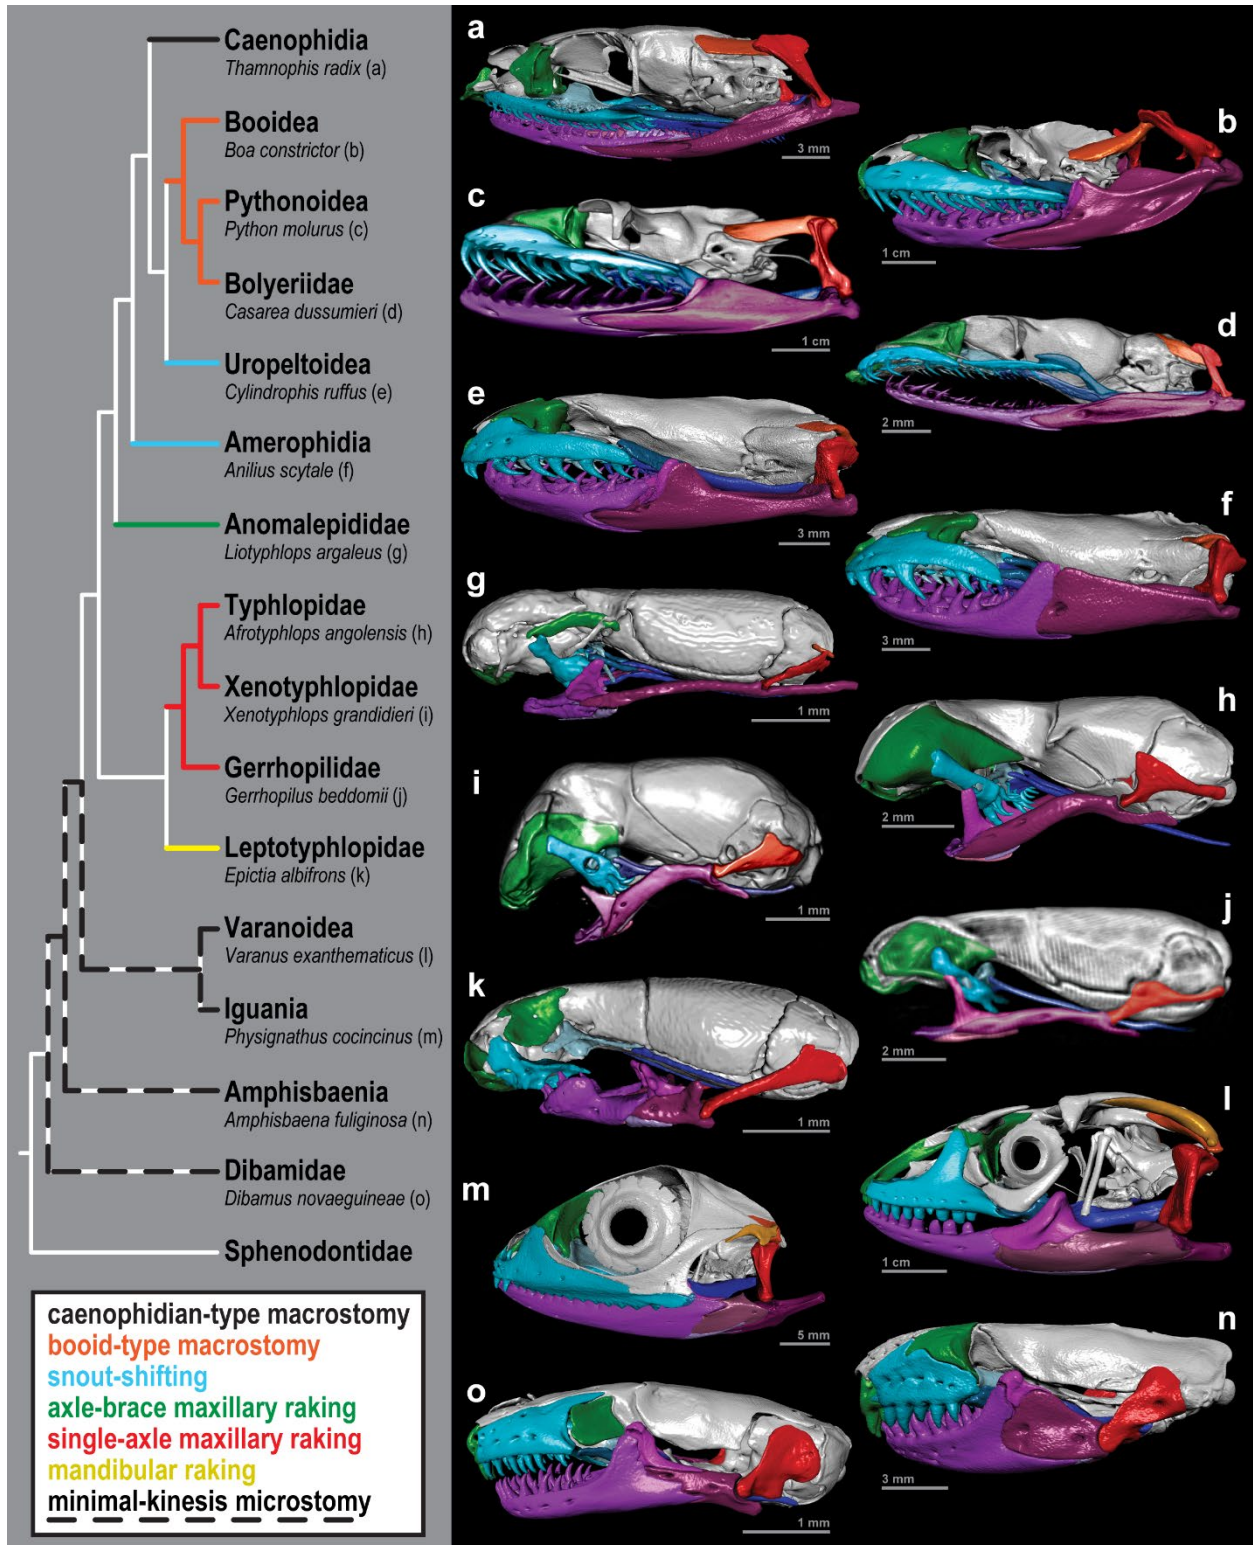 Caenophidia
Thamnophis radix (a)
Booidea
Boa constrictor (b)
Pythonoidea
Python molurus (c)
Bolyeriidae
Casarea dussumieri (d)
Uropeltoidea
Cylindrophis ruffus (e)
Amerophidia
Anilius scytale (f)
Anomalepididae
Liotyphlops argaleus (g)
Typhlopidae
Afrotyphlops angolensis (h)
Xenotyphlopidae
Xenotyphlops grandidieri (i)
Gerrhopilidae
Gerrhopilus beddomii (j)
Leptotyphlopidae
Epictia albifrons (k)
Varanoidea
Varanus exanthematicus (l)
Iguania
Physignathus cocincinus (m)
Amphisbaenia
Amphisbaena fuliginosa (n)
Dibamidae
Dibamus novaeguineae (o)
Sphenodontidae
caenophidian-type macrostomy
booid-type macrostomy
snout-shifting
axle-brace maxillary raking
single-axle maxillary raking
mandibular raking
minimal-kinesis microstomy
a
3 mm
b
1 cm
c
1 cm
d
2 mm
e
3 mm
f
3 mm
g
1 mm
h
2 mm
i
1 mm
j
2 mm
k
1 mm
l
1 cm
m
5 mm
n
3 mm
o
1 mm